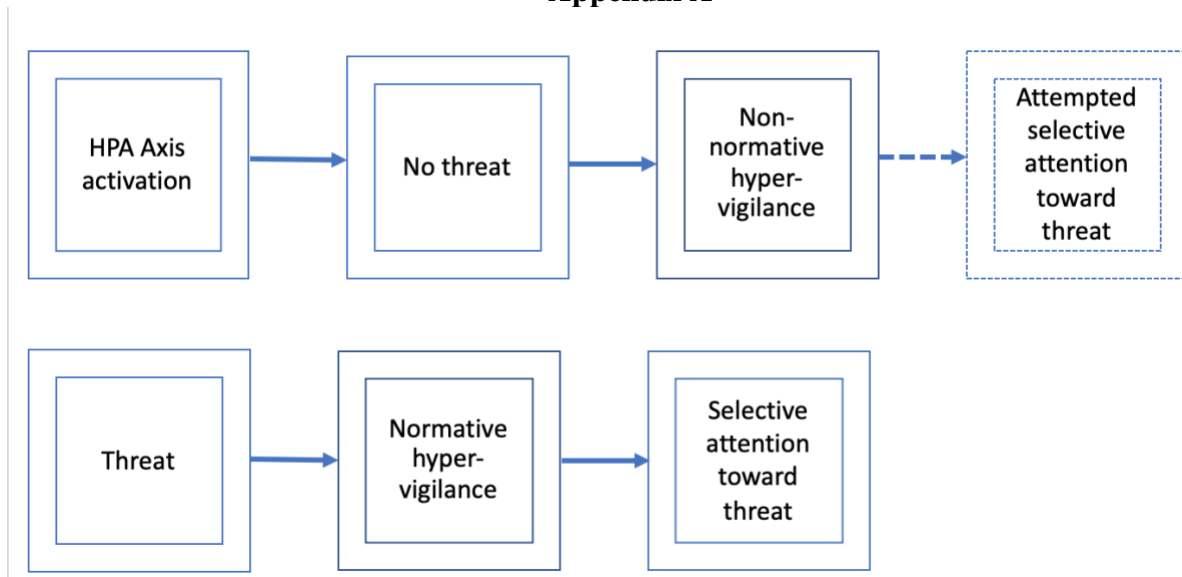 HPA Axis
activation
No threat
Non-
normative
hyper-
vigilance
Attempted
selective
attention
toward
threat
Threat
Normative
hyper-
vigilance
Selective
attention
toward
threat